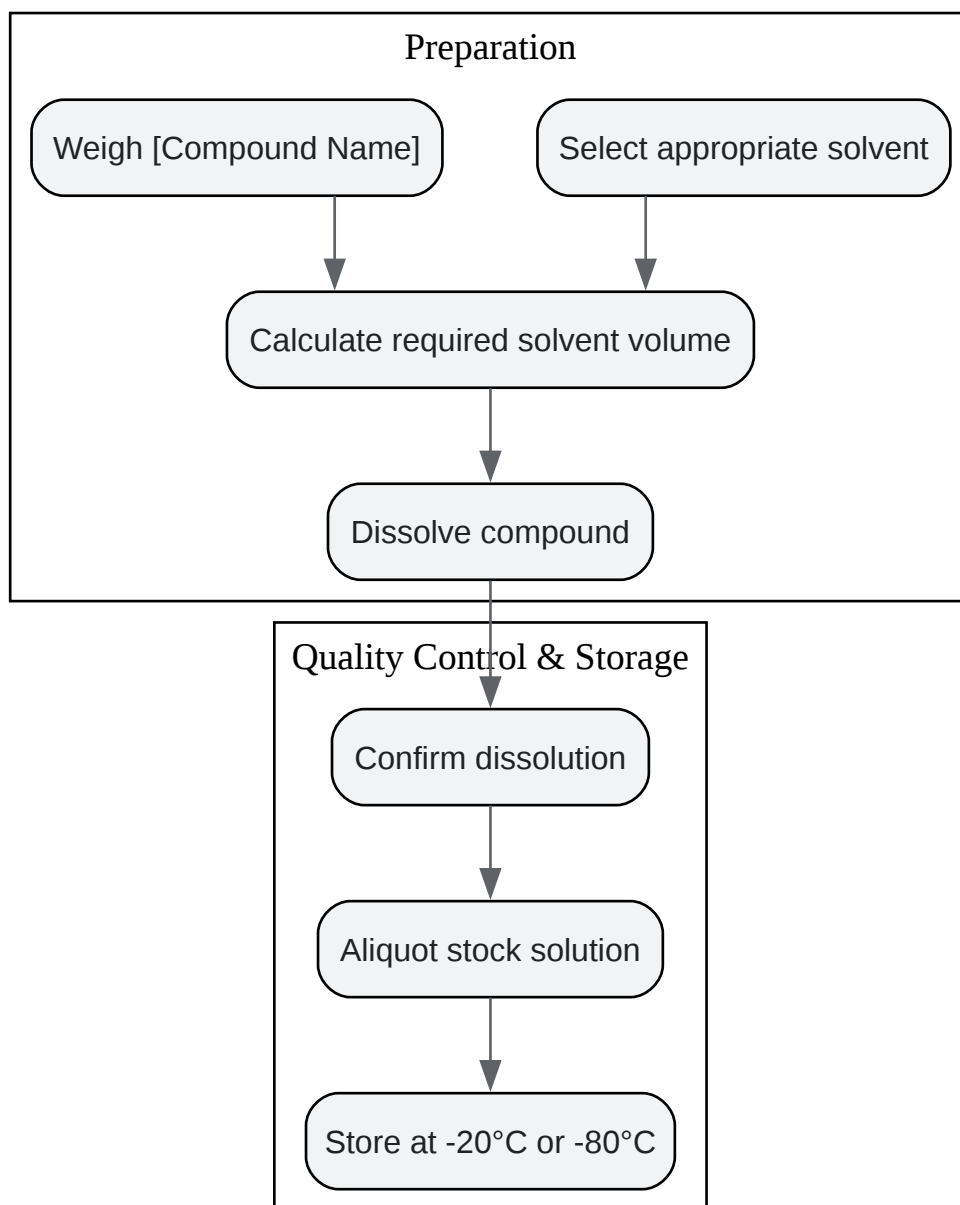 Preparation
Weigh [Compound Name]
Select appropriate solvent
Calculate required solvent volume
Dissolve compound
Quality Control & Storage
Confirm dissolution
Aliquot stock solution
Store at -20°C or -80°C